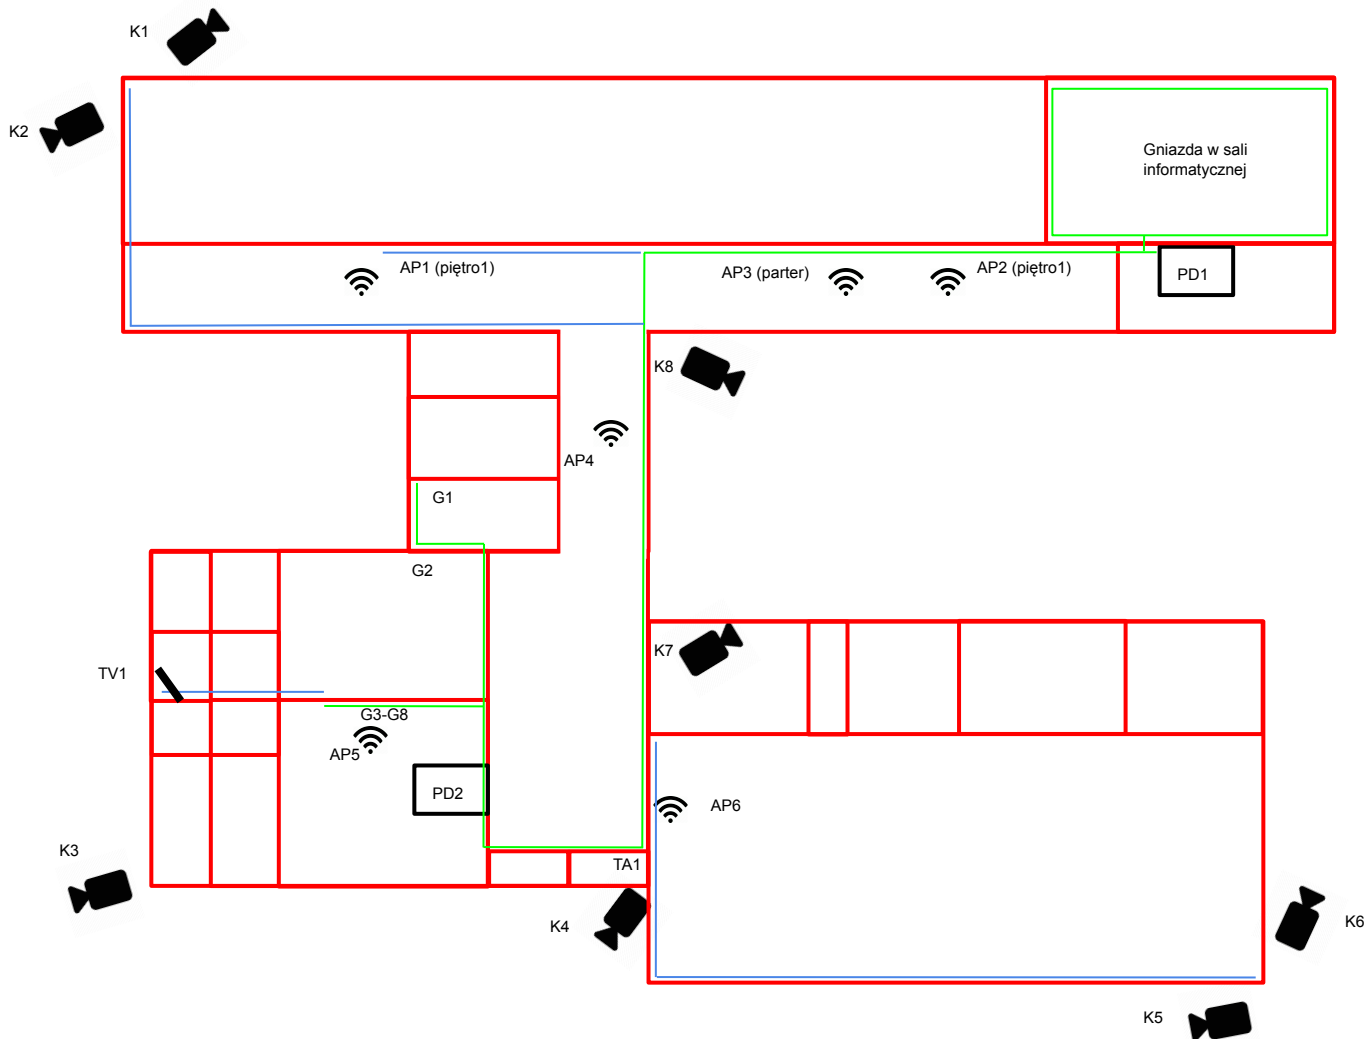 K1
K2
Gniazda w sali
informatycznej
AP1 (piętro1)
AP3 (parter)
AP2 (piętro1)
PD1
K8
AP4
G1
G2
K7
TV1
G3-G8
AP5
PD2
AP6
K3
TA1
K4
K6
K5